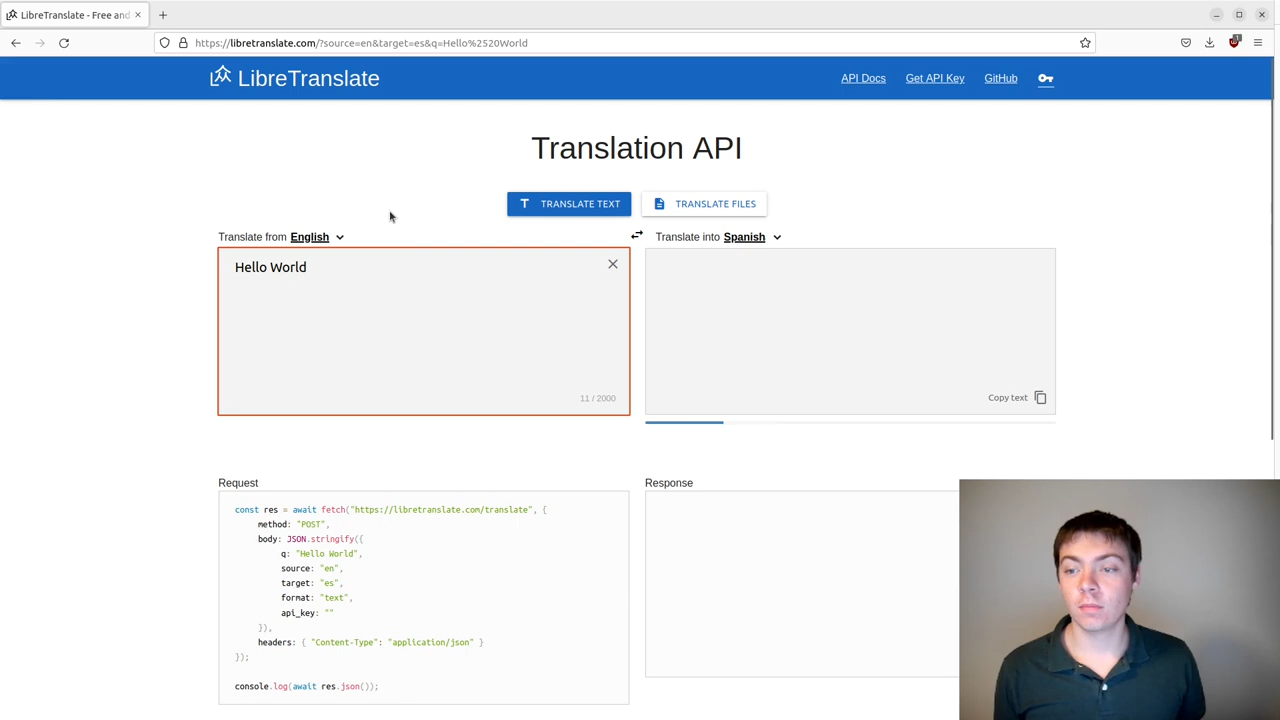 LibreTranslate - Free and
https://libretranslate.com/?source=en&target=es&q=Hello%2520World
1
LibreTranslate
API Docs
Get API Key
GitHub
Translation API
TRANSLATE TEXT
TRANSLATE FILES
Translate from English
Translate into Spanish
Hello World
11 / 2000
Copy text
Request
const res = await fetch("https://libretranslate.com/translate", {
method: "POST",
body: JSON.stringify({
q: "Hello World",
source: "en",
target: "es",
format: "text",
api_key: ""
}),
headers: { "Content-Type": "application/json" }
});
console.log(await res.json());
Response